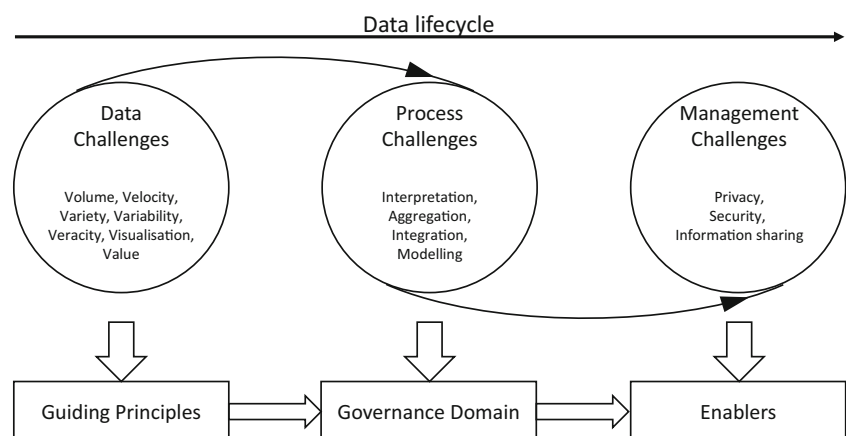 Data lifecycle
Data
Challenges
Volume, Velocity,
Variety, Variability,
Veracity, Visualisation,
Value
Process
Challenges
Interpretation,
Aggregation,
Integration,
Modelling
Management
Challenges
Privacy,
Security,
Information sharing
Guiding Principles
Governance Domain
Enablers